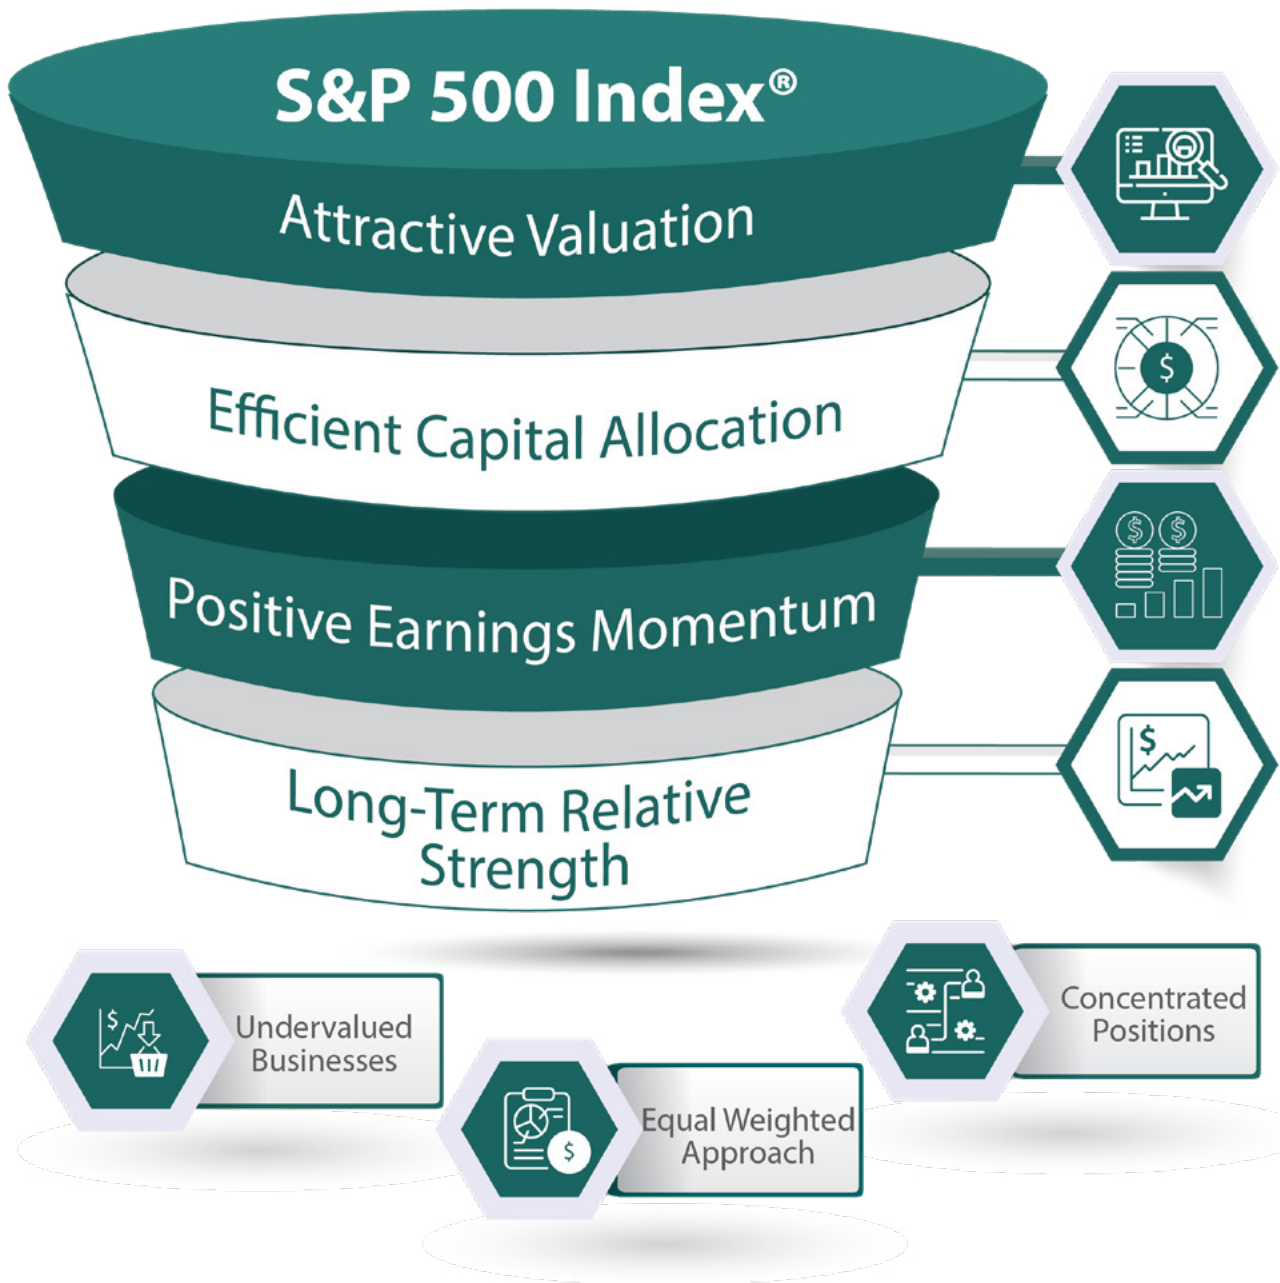 S&P 500 Index®
Attractive Valuation
Efficient Capital Allocation
$
$ $
Positive Earnings Momentum
$
Long-Term Relative
Strength
$
Undervalued
Businesses
Concentrated
Positions
$
Equal Weighted
Approach